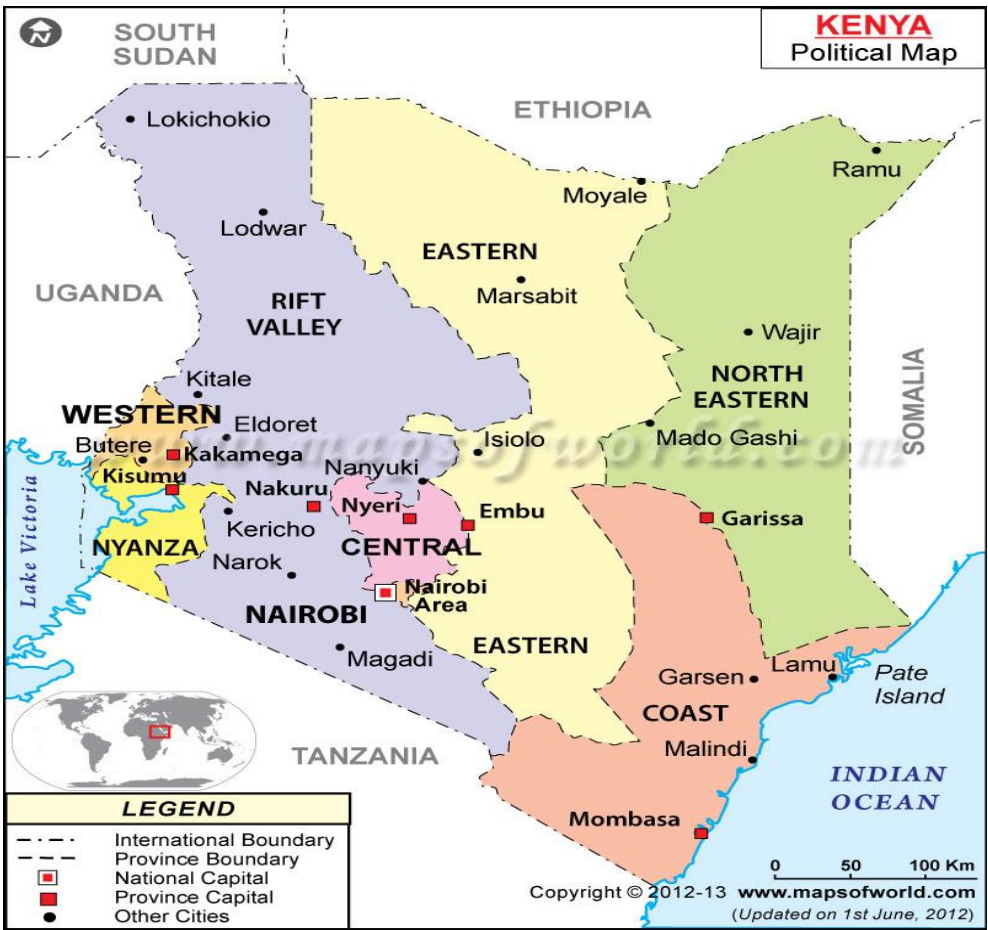 N
SOUTH
SUDAN
KENYA
Political Map
ETHIOPIA
Lokichokio
Ramu
Moyale
Lodwar
EASTERN
UGANDA
Marsabit
RIFT
VALLEY
Wajir
SOMALIA
Kitale
NORTH
EASTERN
WESTERN
Eldoret
Butere
Isiolo
Mado Gashi
www.mapsofworld.com
Kakamega
Nanyuki
Kisumu
Nakuru
Nyeri
Embu
Garissa
Lake Victoria
Kericho
NYANZA
CENTRAL
Narok
Nairobi
Area
NAIROBI
EASTERN
Magadi
Garsen
Lamu
Pate
Island
COAST
TANZANIA
Malindi
INDIAN
OCEAN
Mombasa
LEGEND
International Boundary
Province Boundary
National Capital
Province Capital
Other Cities
0 50 100 Km
Copyright © 2012-13 www.mapsofworld.com
(Updated on 1st June, 2012)